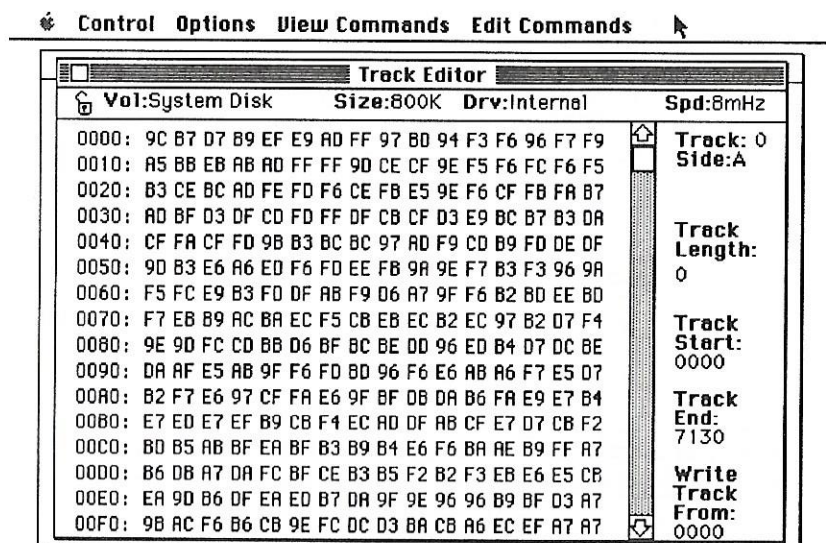 Control Options View Commands Edit Commands
Track Editor
Vol:System Disk Size:800K Drv:Internal Spd:8mHz
0000: 9C B7 D7 B9 EF E9 AD FF 97 BD 94 F3 F6 96 F7 F9
0010: A5 BB EB AB AD FF FF 9D CE CF 9E F5 F6 FC F6 F5
0020: B3 CE BC AD FE FD F6 CE FB E5 9E F6 CF FB FA B7
0030: AD BF D3 DF CD FD FF DF CB CF D3 E9 BC B7 B3 DA
0040: CF FA CF FD 9B B3 BC BC 97 AD F9 CD B9 FD DE DF
0050: 9D B3 E6 A6 ED F6 FD EE FB 9A 9E F7 B3 F3 96 9A
0060: F5 FC E9 B3 FD DF AB F9 D6 A7 9F F6 B2 BD EE BD
0070: F7 EB B9 AC BA EC F5 CB EB EC B2 EC 97 B2 D7 F4
0080: 9E 9D FC CD BB D6 BF BC BE DD 96 ED B4 D7 DC BE
0090: DA AF E5 AB 9F F6 FD BD 96 F6 E6 AB A6 F7 E5 D7
00A0: B2 F7 E6 97 CF FA E6 9F BF DB DA B6 FA E9 E7 B4
00B0: E7 ED E7 EF B9 CB F4 EC AD DF AB CF E7 D7 CB F2
00C0: BD B5 AB BF EA BF B3 B9 B4 E6 F6 BA AE B9 FF A7
00D0: B6 DB A7 DA FC BF CE B3 B5 F2 B2 F3 EB E6 E5 CB
00E0: EA 9D B6 DF EA ED B7 DA 9F 9E 96 96 B9 BF D3 A7
00F0: 9B AC F6 B6 CB 9E FC DC D3 BA CB A6 EC EF A7 A7
Track: 0
Side:A
Track
Length:
0
Track
Start:
0000
Track
End:
7130
Write
Track
From:
0000